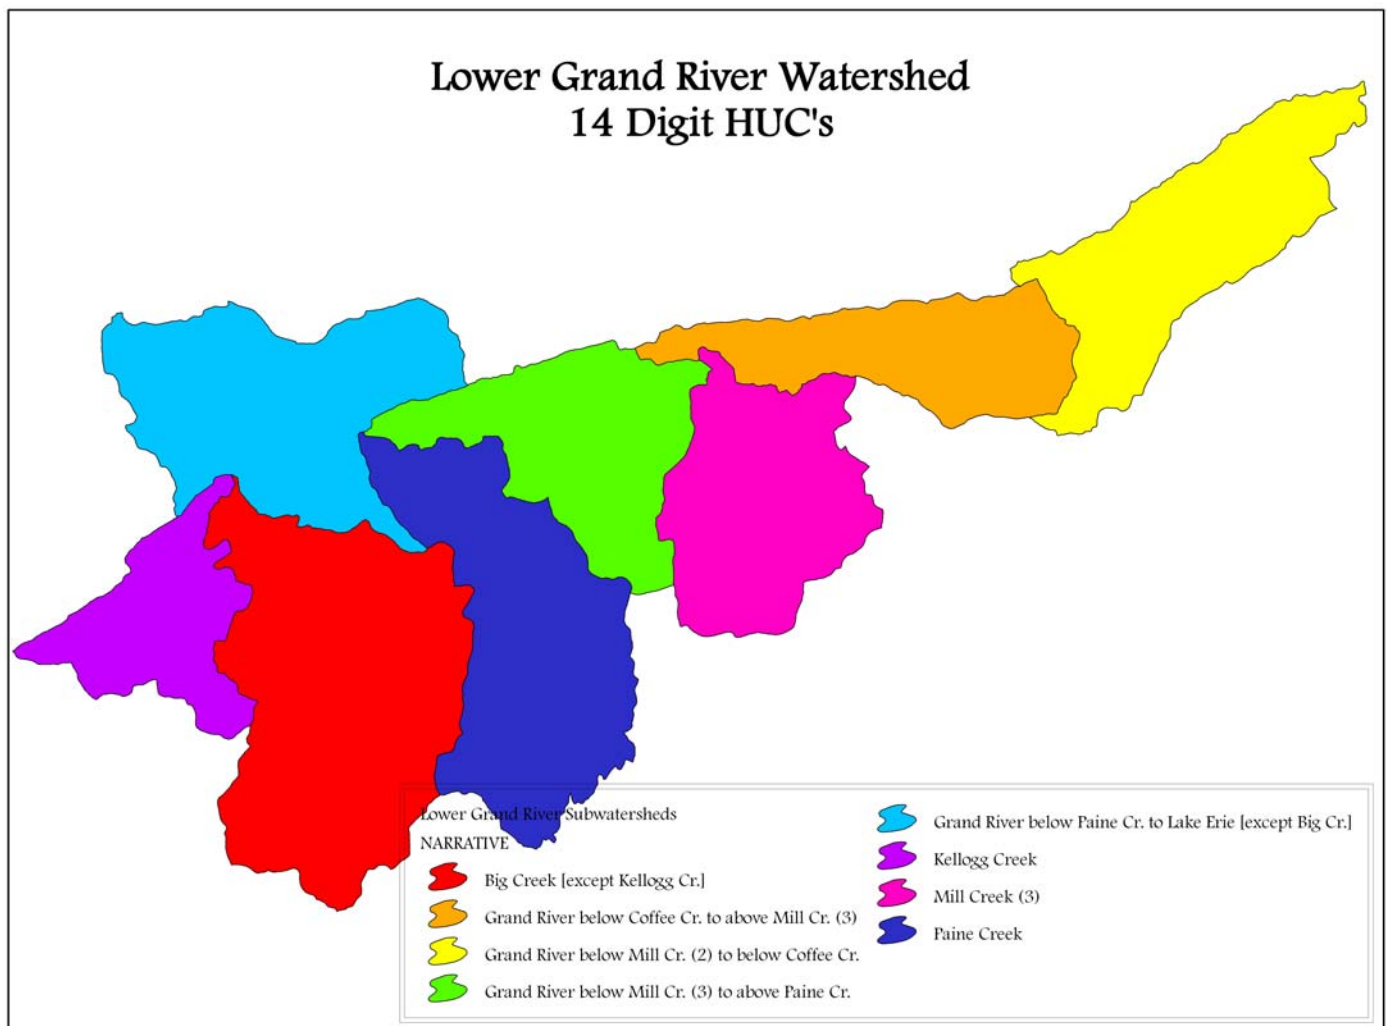 Lower Grand River Watershed
14 Digit HUC's
Lower Grand River Subwatersheds
NARRATIVE
Big Creek [except Kellogg Cr.]
Grand River below Coffee Cr. to above Mill Cr. (3)
Grand River below Mill Cr. (2) to below Coffee Cr.
Grand River below Mill Cr. (3) to above Paine Cr.
Grand River below Paine Cr. to Lake Erie [except Big Cr.]
Kellogg Creek
Mill Creek (3)
Paine Creek